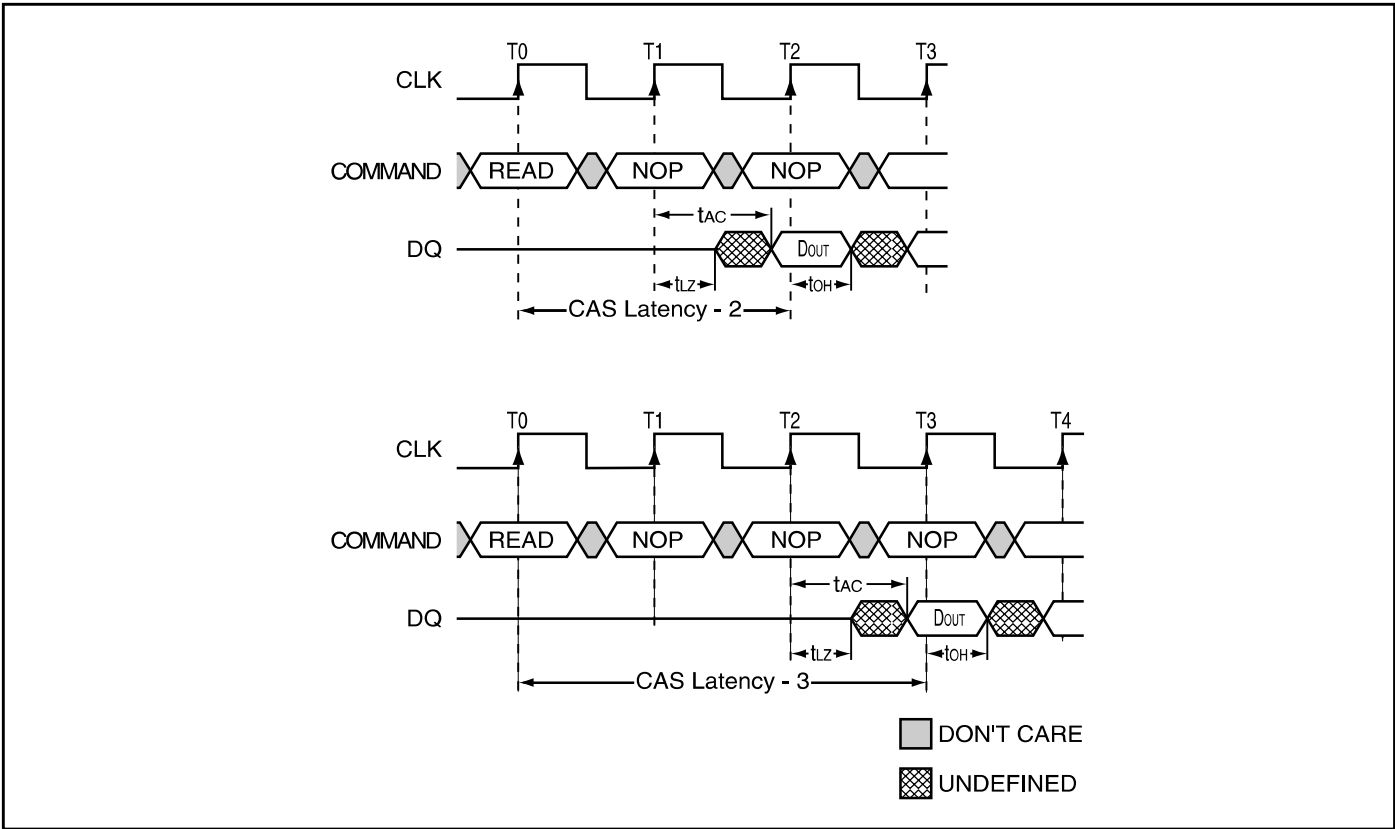 T0 T1 T2 T3
CLK
COMMAND READ NOP NOP
tAC
DQ DOUT
tLZ tOH
CAS Latency - 2
T0 T1 T2 T3 T4
CLK
COMMAND READ NOP NOP NOP
tAC
DQ DOUT
tLZ tOH
CAS Latency - 3
DON'T CARE
UNDEFINED